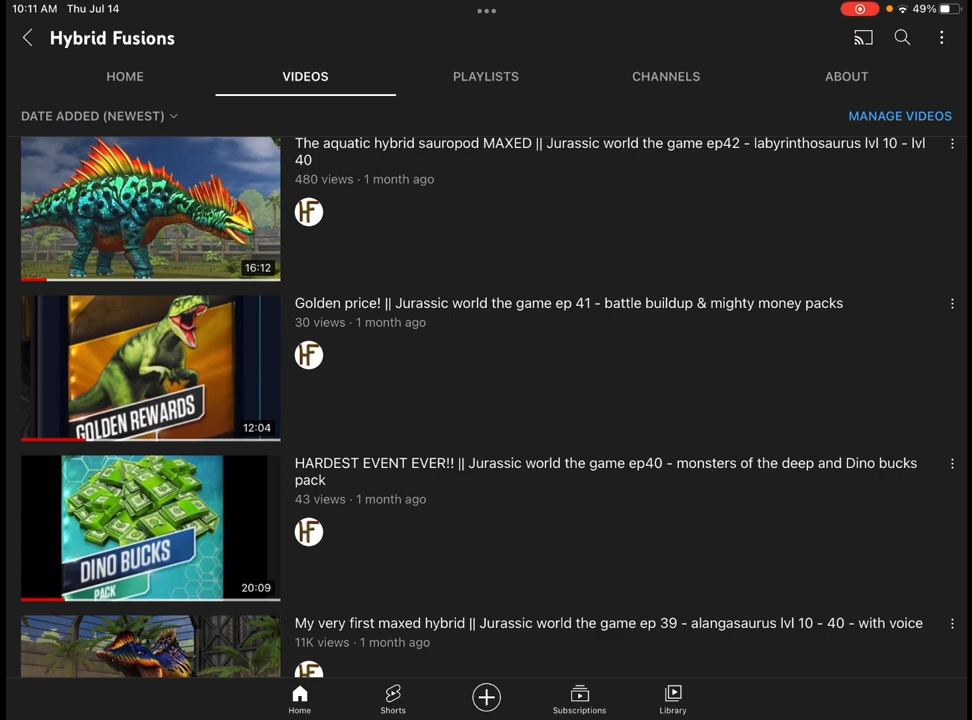 10:11 AM Thu Jul 14
49%
Hybrid Fusions
HOME VIDEOS PLAYLISTS CHANNELS ABOUT
DATE ADDED (NEWEST) MANAGE VIDEOS
The aquatic hybrid sauropod MAXED || Jurassic world the game ep42 - labyrinthosaurus lvl 10 - lvl
40
480 views · 1 month ago
HF
16:12
Golden price! || Jurassic world the game ep 41 - battle buildup & mighty money packs
30 views · 1 month ago
HF
GOLDEN REWARDS
12:04
HARDEST EVENT EVER!! || Jurassic world the game ep40 - monsters of the deep and Dino bucks
pack
43 views · 1 month ago
HF
DINO BUCKS
PACK
20:09
My very first maxed hybrid || Jurassic world the game ep 39 - alangasaurus lvl 10 - 40 - with voice
11K views · 1 month ago
HF
Home Shorts Subscriptions Library